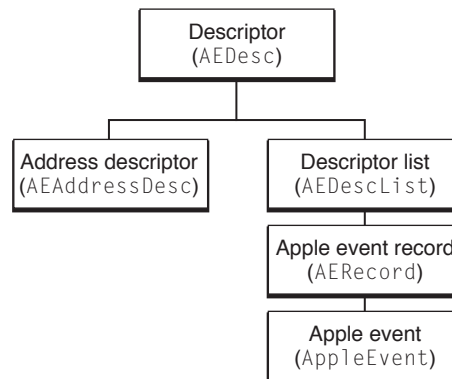 Descriptor
(AEDesc)
Address descriptor
(AEAddressDesc)
Descriptor list
(AEDescList)
Apple event record
(AERecord)
Apple event
(AppleEvent)